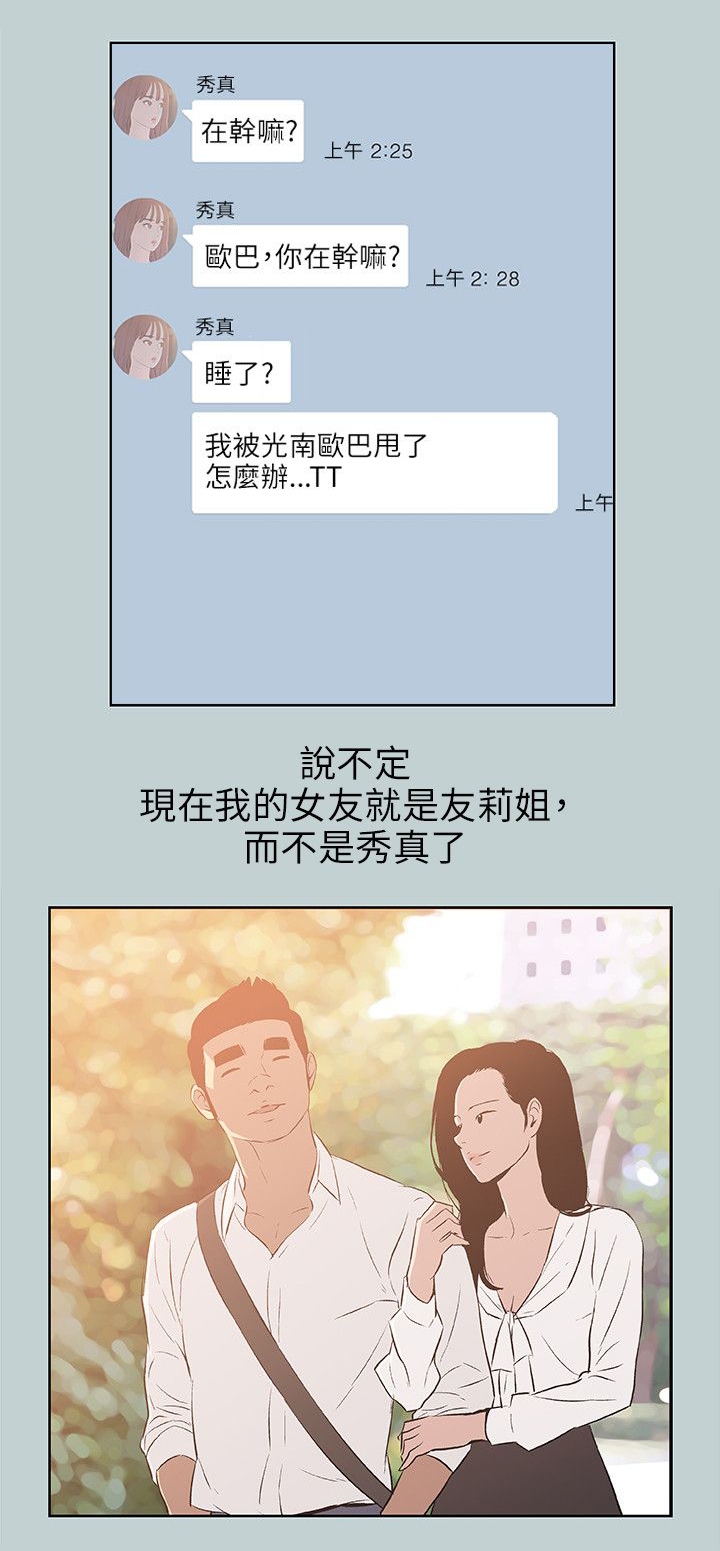 秀真
在幹嘛?
上午 2:25
秀真
歐巴,你在幹嘛?
上午 2: 28
秀真
睡了?
我被光南歐巴甩了
怎麼辦...TT
上午
說不定
現在我的女友就是友莉姐,
而不是秀真了